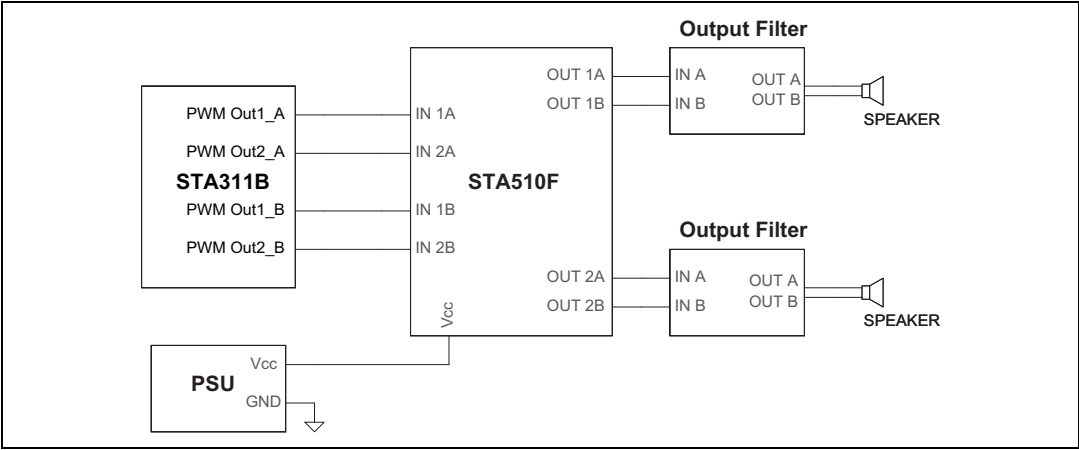 Output Filter
OUT 1A
IN A
OUT A
OUT 1B
IN B
OUT B
SPEAKER
PWM Out1_A
IN 1A
PWM Out2_A
IN 2A
STA311B
STA510F
PWM Out1_B
IN 1B
PWM Out2_B
IN 2B
Output Filter
OUT 2A
IN A
OUT A
OUT 2B
IN B
OUT B
SPEAKER
Vcc
Vcc
PSU
GND